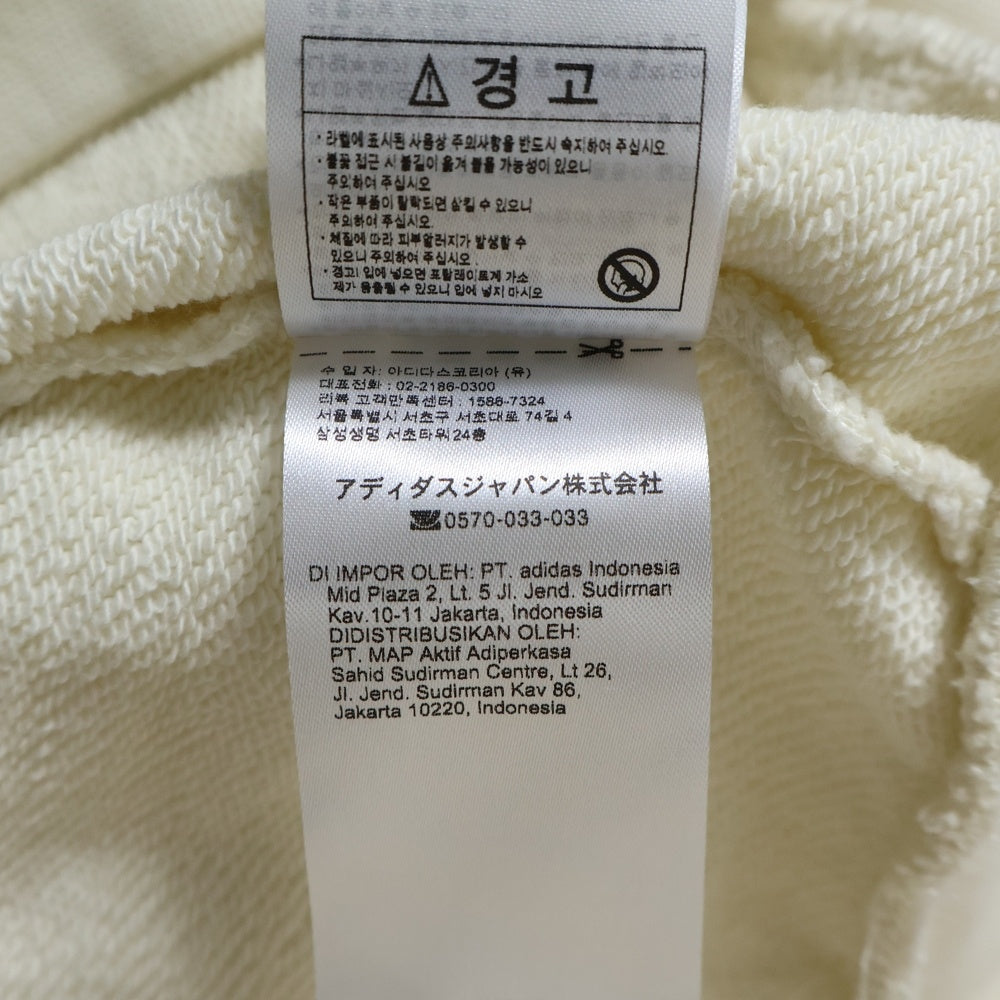 ⚠ 경고
· 라벨에 표시된 사용상 주의사항을 반드시 숙지하여 주십시오.
· 불꽃 접근 시 불길이 옮겨 붙을 가능성이 있으니
주의하여 주십시오
· 작은 부품이 탈락되면 삼킬 수 있으니
주의하여 주십시오.
· 체질에 따라 피부알러지가 발생할 수
있으니 주의하여 주십시오 .
· 경고! 입에 넣으면 프탈레이트계 가소
제가 용출될 수 있으니 입에 넣지 마시오
수 입 자: 아디다스코리아 (유)
대표전화 : 02-2186-0300
리복 고객만족센터 : 1588-7324
서울특별시 서초구 서초대로 74길 4
삼성생명 서초타워 24층
アディダスジャパン株式会社
0570-033-033
DI IMPOR OLEH: PT. adidas Indonesia
Mid Plaza 2, Lt. 5 Jl. Jend. Sudirman
Kav.10-11 Jakarta, Indonesia
DIDISTRIBUSIKAN OLEH:
PT. MAP Aktif Adiperkasa
Sahid Sudirman Centre, Lt 26,
Jl. Jend. Sudirman Kav 86,
Jakarta 10220, Indonesia